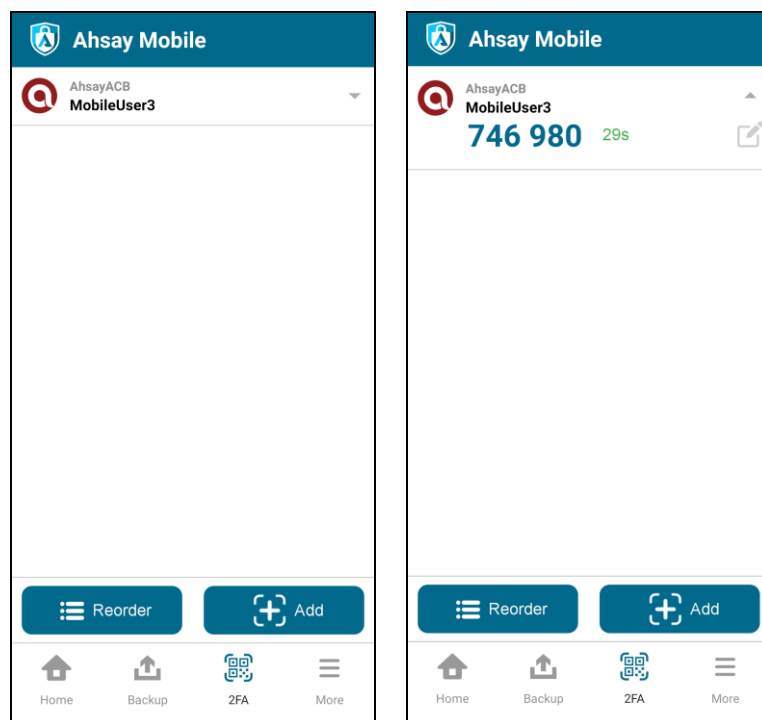 Ahsay Mobile
AhsayACB
MobileUser3
Reorder
Add
Home
Backup
2FA
More
Ahsay Mobile
AhsayACB
MobileUser3
746 980 29s
Reorder
Add
Home
Backup
2FA
More